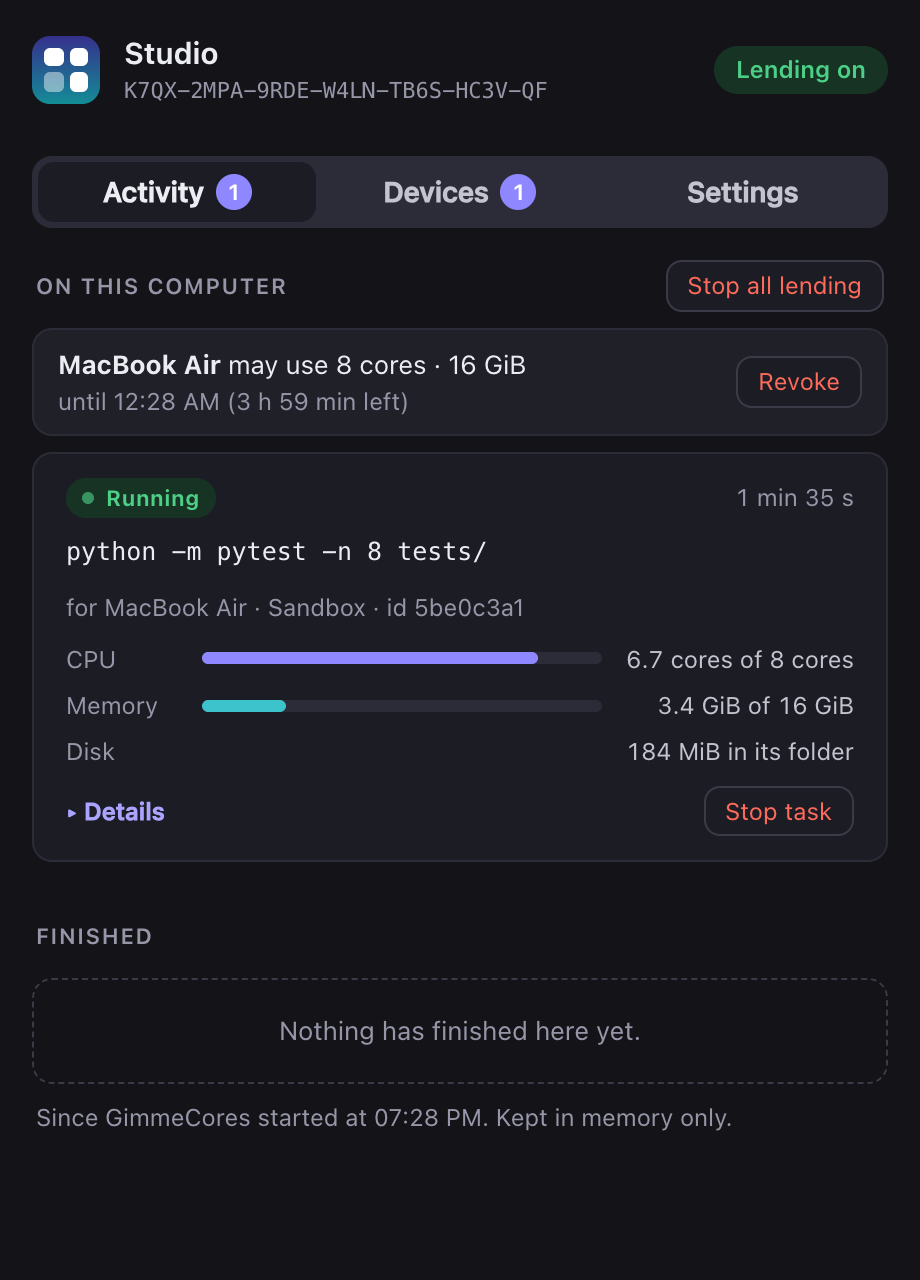 Studio
K7QX–2MPA–9RDE–W4LN–TB6S–HC3V–QF
Lending on
Activity 1
Devices 1
Settings
ON THIS COMPUTER
Stop all lending
MacBook Air may use 8 cores · 16 GiB
until 12:28 AM (3 h 59 min left)
Revoke
Running
1 min 35 s
python –m pytest –n 8 tests/
for MacBook Air · Sandbox · id 5be0c3a1
CPU 6.7 cores of 8 cores
Memory 3.4 GiB of 16 GiB
Disk 184 MiB in its folder
▸ Details
Stop task
FINISHED
Nothing has finished here yet.
Since GimmeCores started at 07:28 PM. Kept in memory only.